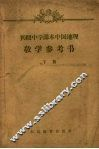 初级中学课本中国地理
教学参考书
下册
人民教育出版社